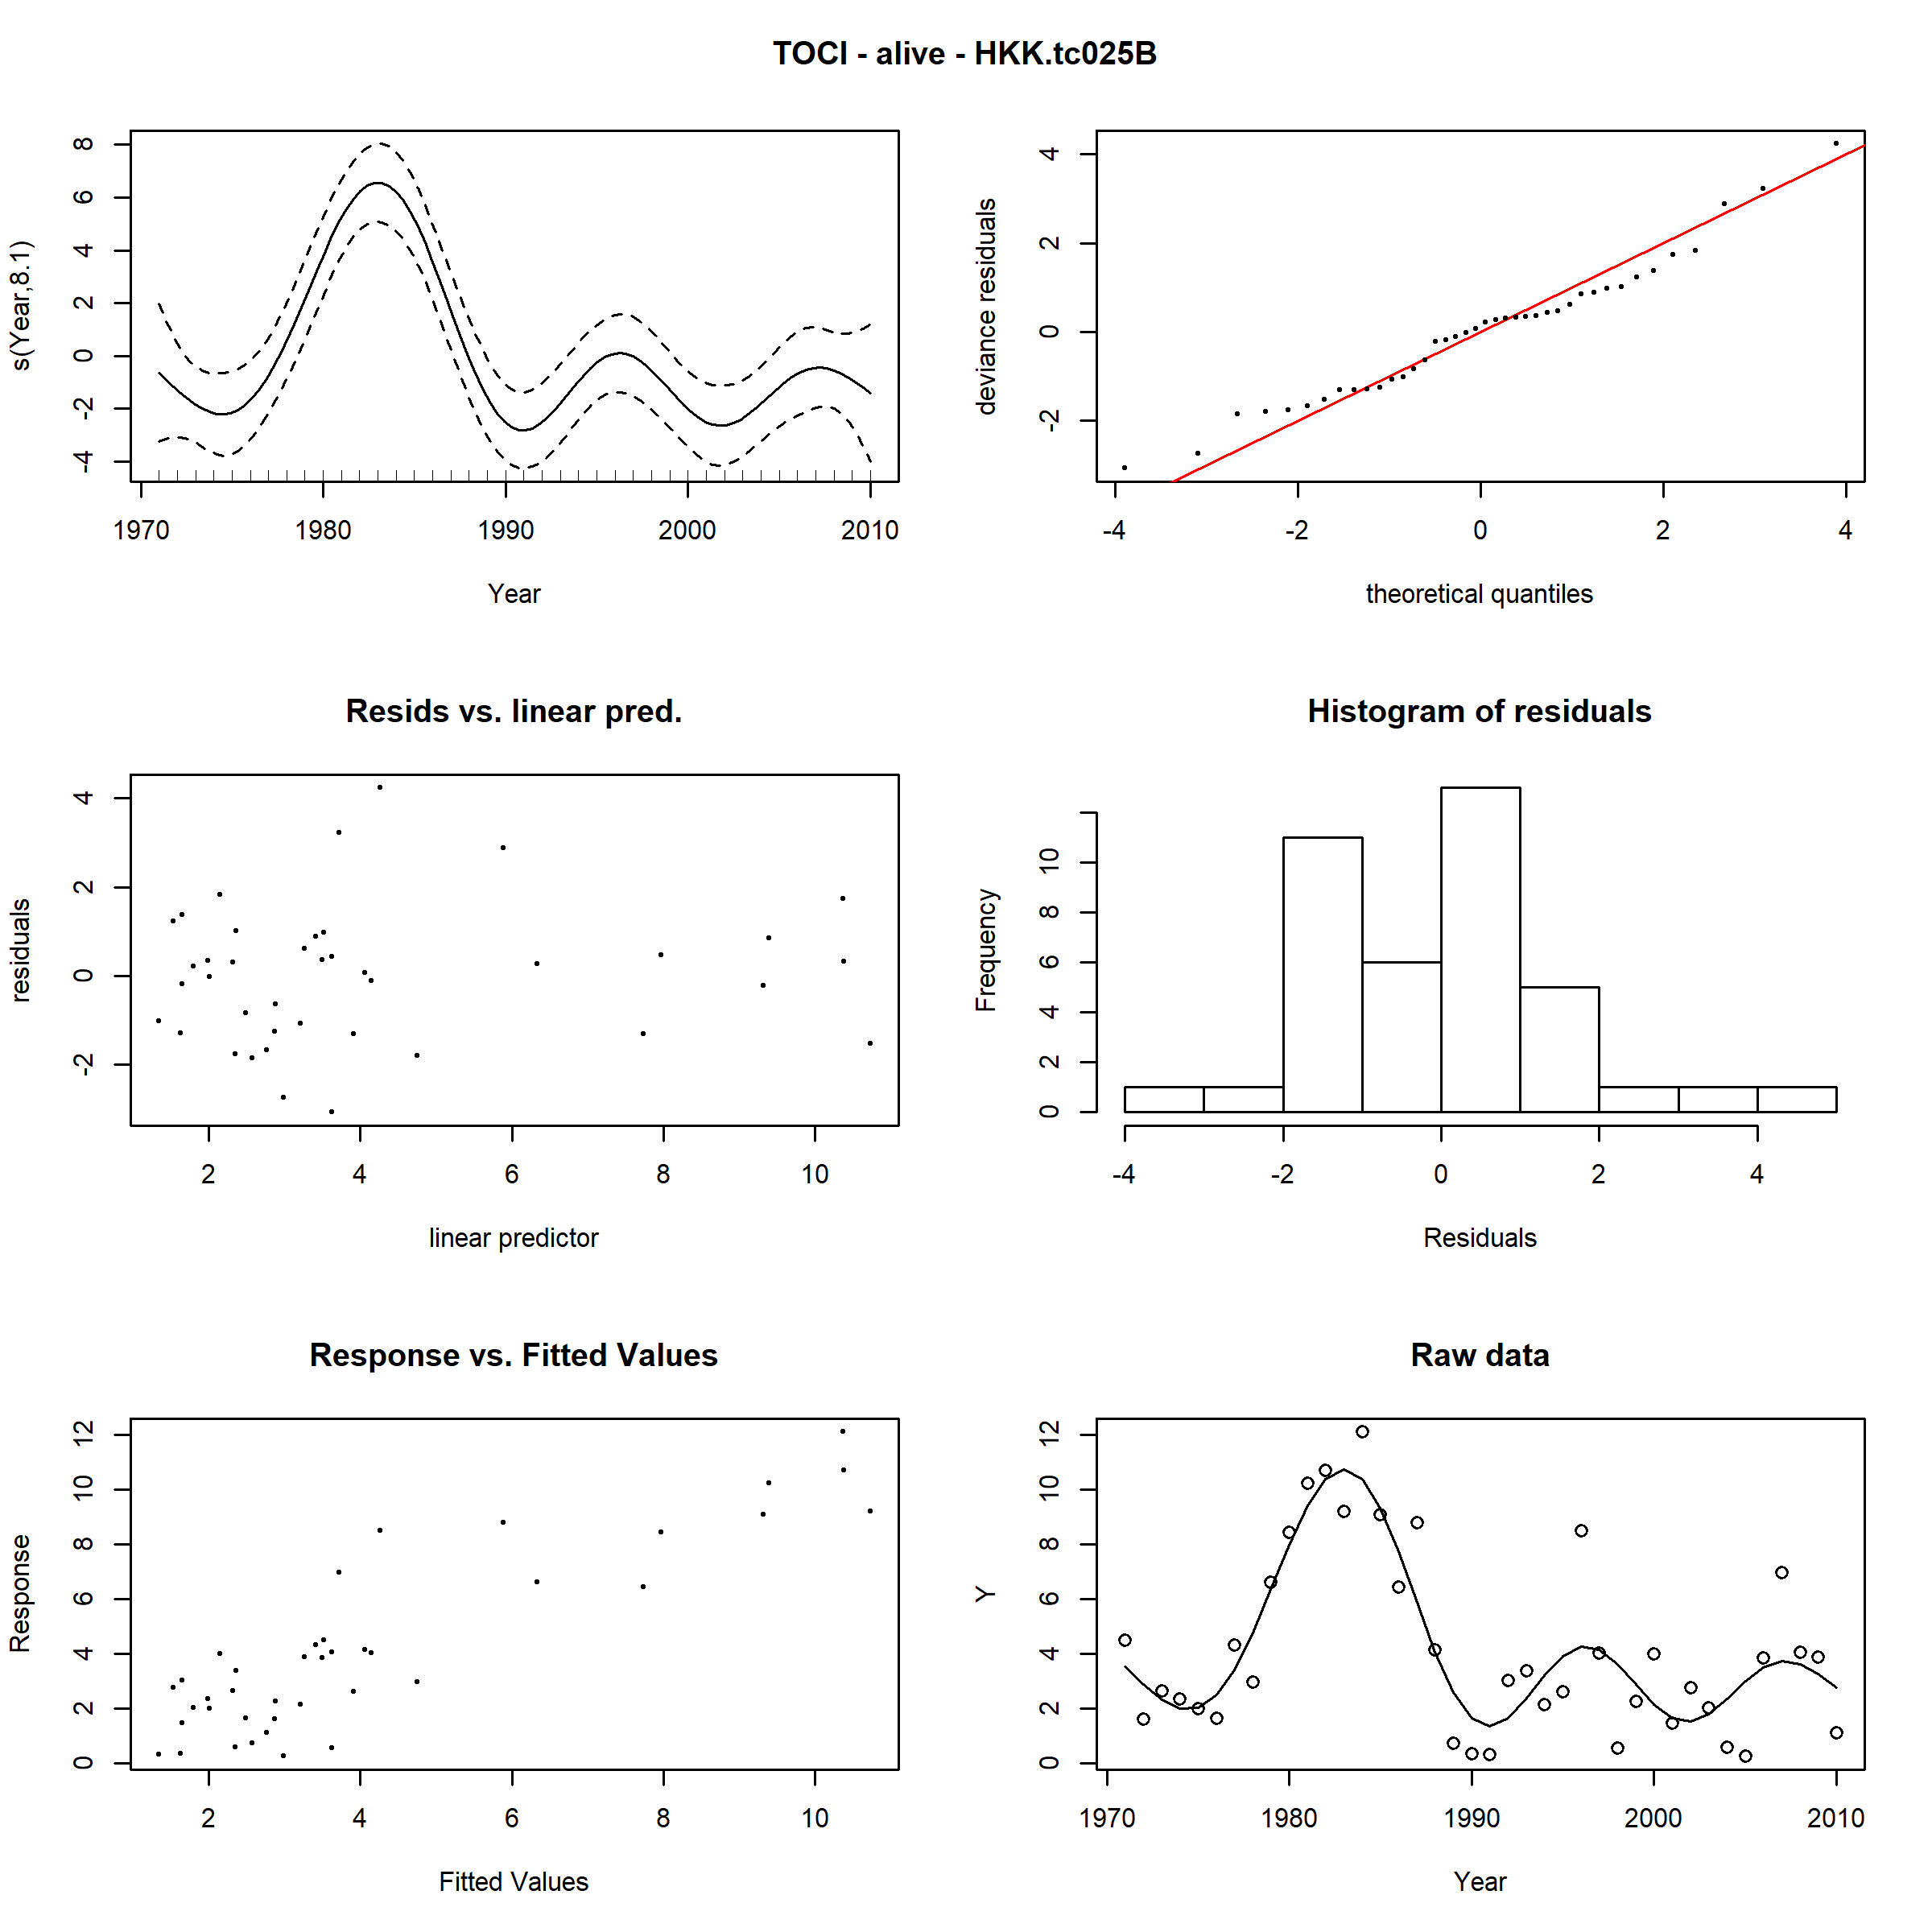 TOCI - alive - HKK.tc025B
s(Year,8.1)
8
6
4
2
0
-2
-4
1970 1980 1990 2000 2010
Year
deviance residuals
4
2
0
-2
-4 -2 0 2 4
theoretical quantiles
Resids vs. linear pred.
residuals
4
2
0
-2
2 4 6 8 10
linear predictor
Histogram of residuals
Frequency
10
8
6
4
2
0
-4 -2 0 2 4
Residuals
Response vs. Fitted Values
Response
12
10
8
6
4
2
0
2 4 6 8 10
Fitted Values
Raw data
Y
12
10
8
6
4
2
0
1970 1980 1990 2000 2010
Year